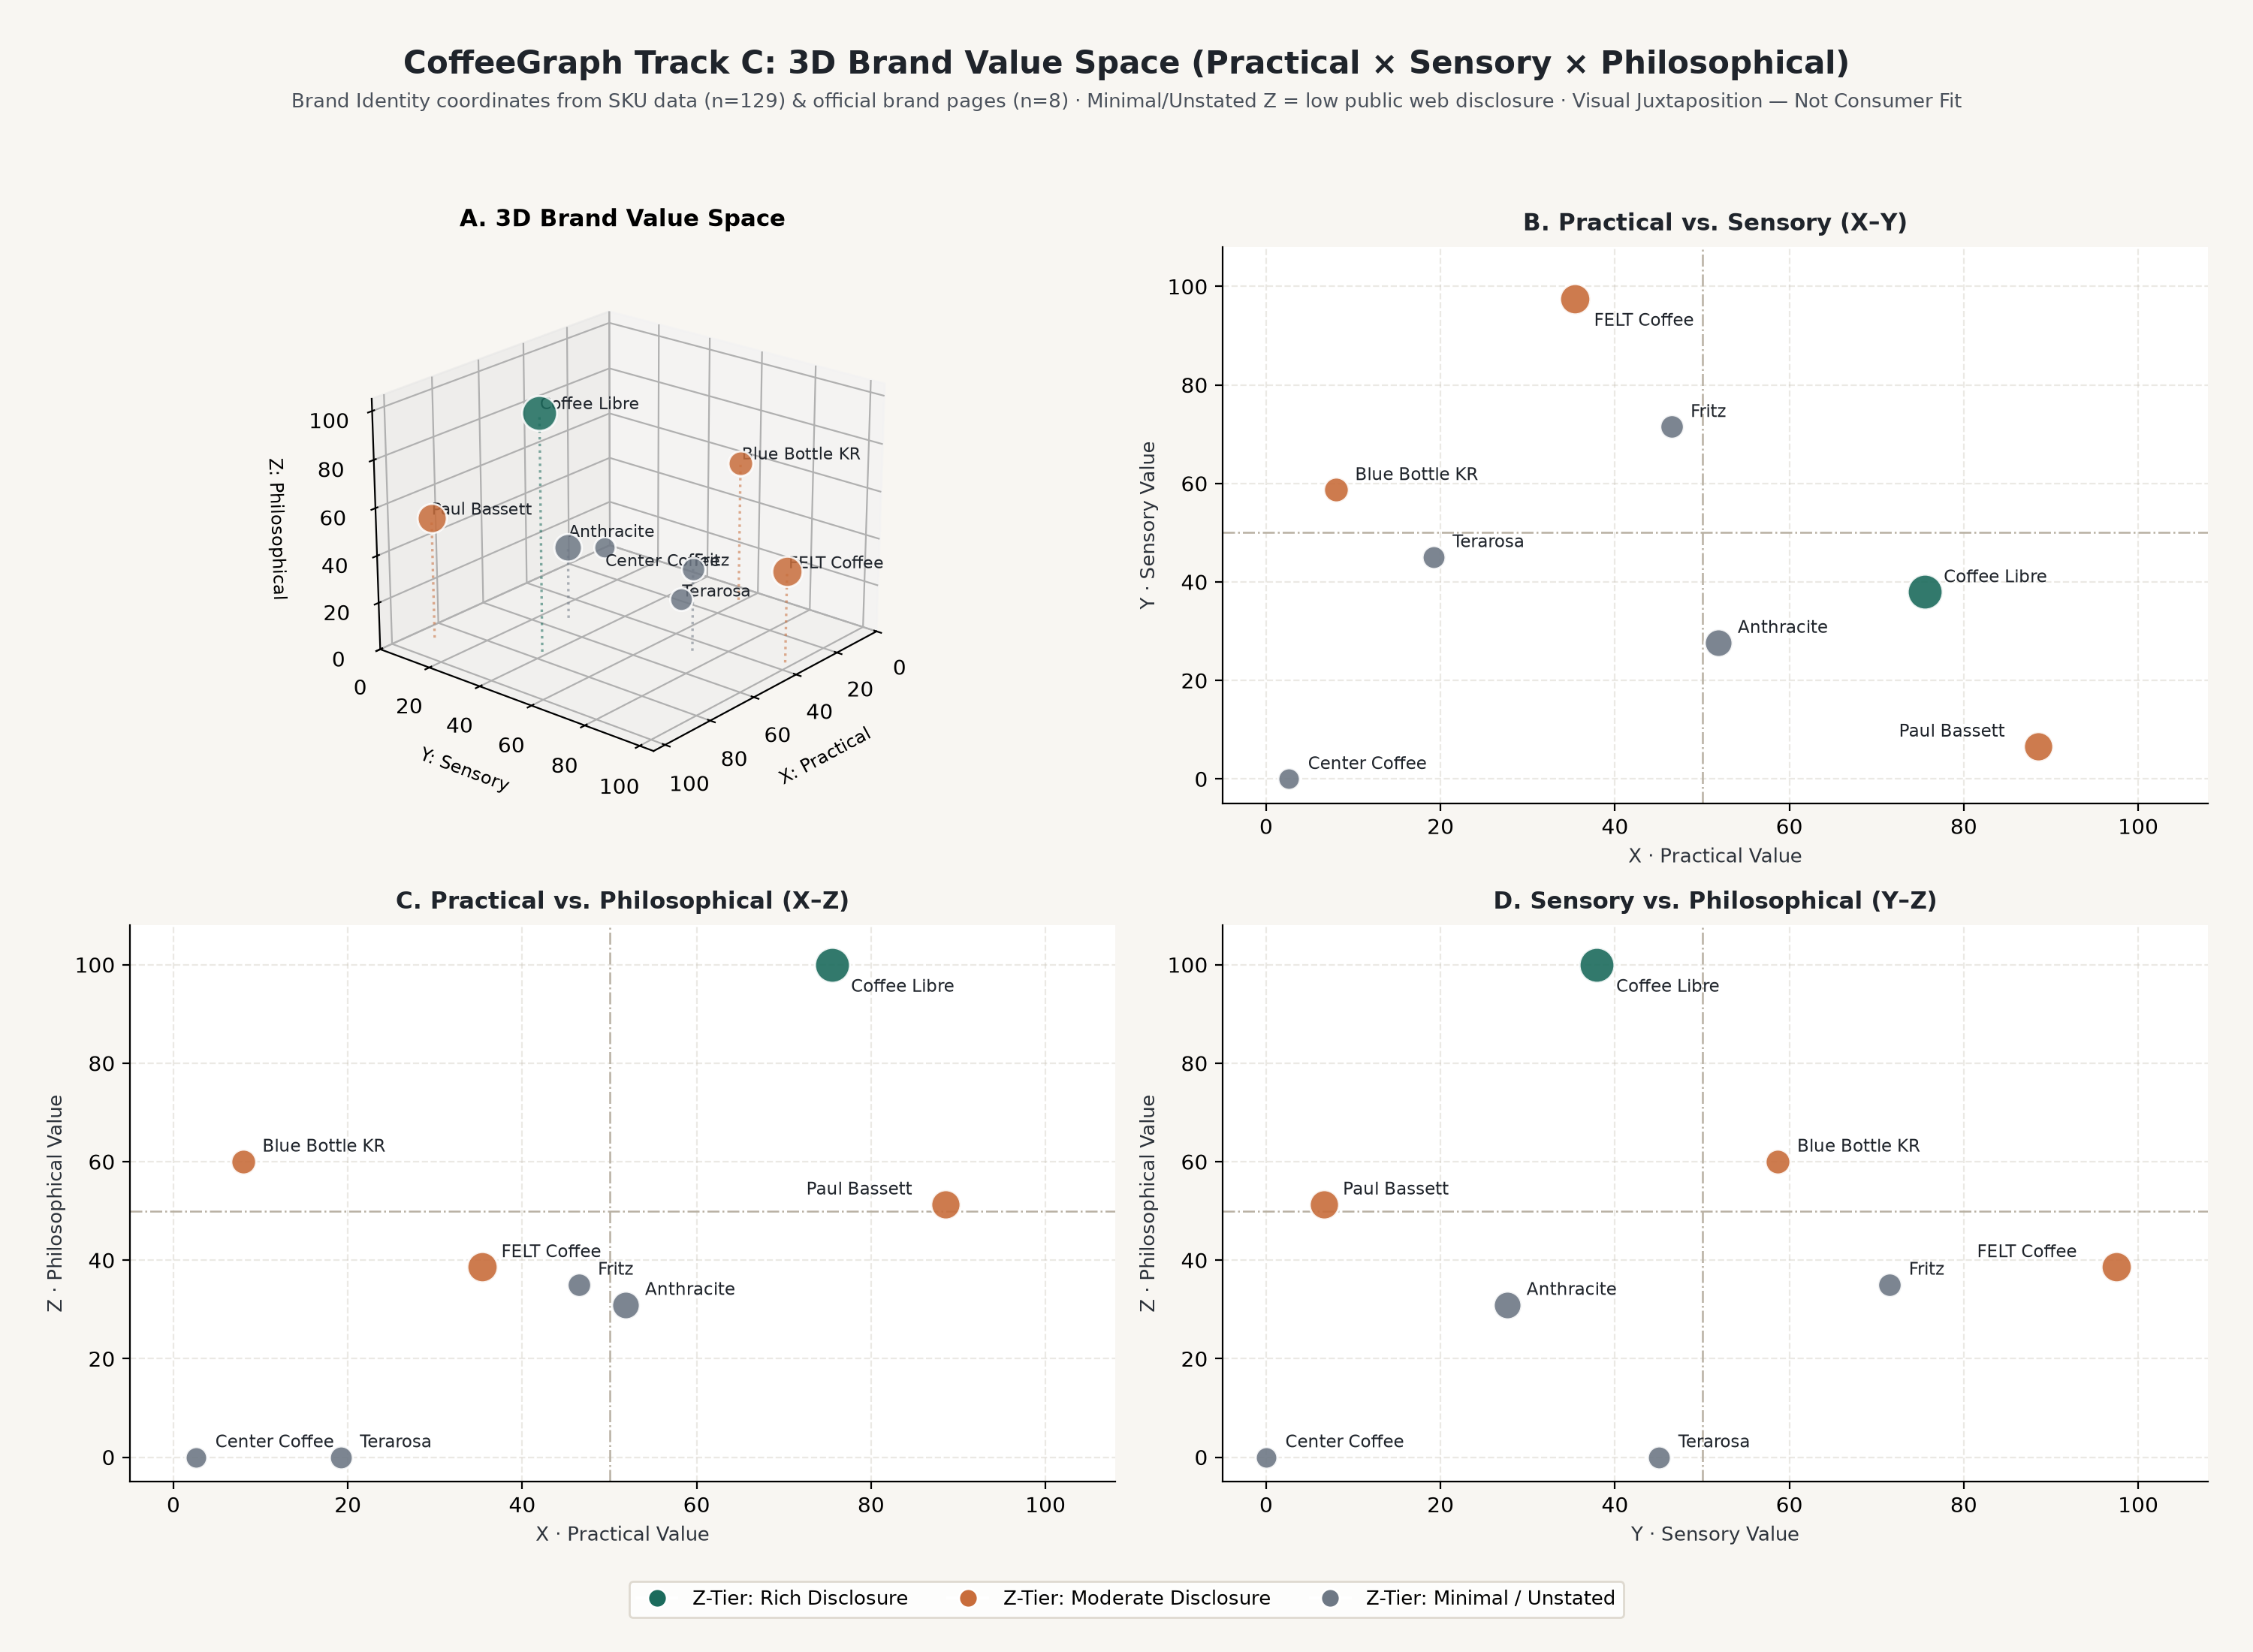 CoffeeGraph Track C: 3D Brand Value Space (Practical × Sensory × Philosophical)
Brand Identity coordinates from SKU data (n=129) & official brand pages (n=8) · Minimal/Unstated Z = low public web disclosure · Visual Juxtaposition — Not Consumer Fit
A. 3D Brand Value Space
Coffee Libre
Blue Bottle KR
Paul Bassett
Anthracite
Center Coffee
Fritz
FELT Coffee
Terarosa
Z: Philosophical
100
80
60
40
20
0
Y: Sensory
0
20
40
60
80
100
X: Practical
100
80
60
40
20
0
B. Practical vs. Sensory (X–Y)
Y · Sensory Value
100
80
60
40
20
0
FELT Coffee
Fritz
Blue Bottle KR
Terarosa
Coffee Libre
Anthracite
Paul Bassett
Center Coffee
0 20 40 60 80 100
X · Practical Value
C. Practical vs. Philosophical (X–Z)
Z · Philosophical Value
100
80
60
40
20
0
Coffee Libre
Blue Bottle KR
Paul Bassett
FELT Coffee
Fritz
Anthracite
Center Coffee
Terarosa
0 20 40 60 80 100
X · Practical Value
D. Sensory vs. Philosophical (Y–Z)
Z · Philosophical Value
100
80
60
40
20
0
Coffee Libre
Blue Bottle KR
Paul Bassett
FELT Coffee
Fritz
Anthracite
Center Coffee
Terarosa
0 20 40 60 80 100
Y · Sensory Value
Z-Tier: Rich Disclosure
Z-Tier: Moderate Disclosure
Z-Tier: Minimal / Unstated